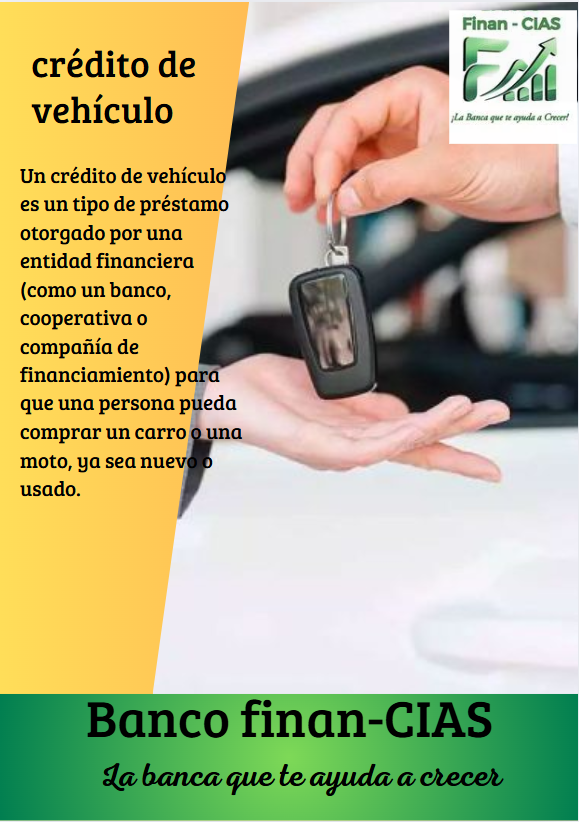 crédito de
vehículo
Finan - CIAS
¡La Banca que te ayuda a Crecer!
Un crédito de vehículo
es un tipo de préstamo
otorgado por una
entidad financiera
(como un banco,
cooperativa o
compañía de
financiamiento) para
que una persona pueda
comprar un carro o una
moto, ya sea nuevo o
usado.
Banco finan-CIAS
La banca que te ayuda a crecer